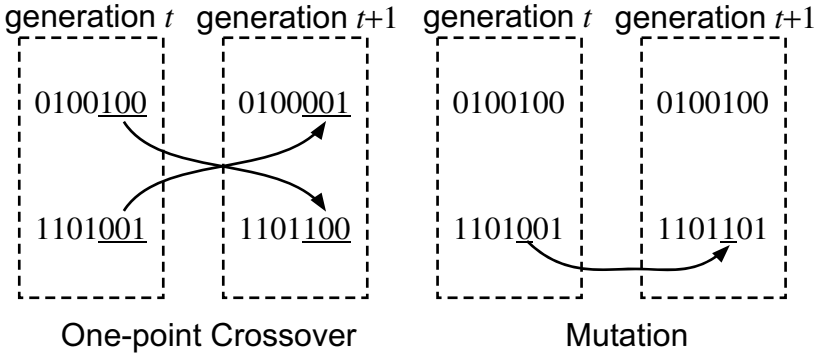 generation t generation t+1 generation t generation t+1
0100100 0100001 0100100 0100100
1101001 1101100 1101001 1101101
One-point Crossover Mutation